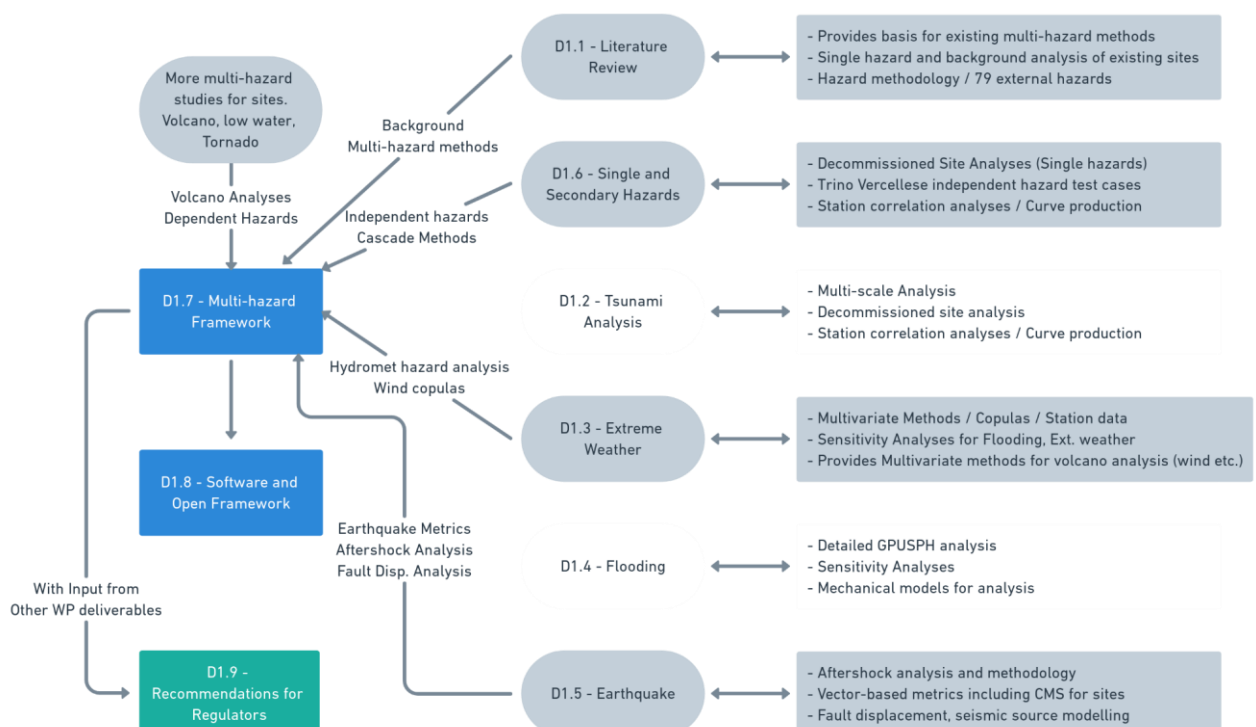 More multi-hazard
studies for sites.
Volcano, low water,
Tornado
Volcano Analyses
Dependent Hazards
Background
Multi-hazard methods
Independent hazards
Cascade Methods
D1.7 - Multi-hazard
Framework
Hydromet hazard analysis
Wind copulas
D1.8 - Software and
Open Framework
Earthquake Metrics
Aftershock Analysis
Fault Disp. Analysis
With Input from
Other WP deliverables
D1.9 -
Recommendations for
Regulators
D1.1 - Literature
Review
- Provides basis for existing multi-hazard methods
- Single hazard and background analysis of existing sites
- Hazard methodology / 79 external hazards
D1.6 - Single and
Secondary Hazards
- Decommissioned Site Analyses (Single hazards)
- Trino Vercellese independent hazard test cases
- Station correlation analyses / Curve production
D1.2 - Tsunami
Analysis
- Multi-scale Analysis
- Decommissioned site analysis
- Station correlation analyses / Curve production
D1.3 - Extreme
Weather
- Multivariate Methods / Copulas / Station data
- Sensitivity Analyses for Flooding, Ext. weather
- Provides Multivariate methods for volcano analysis (wind etc.)
D1.4 - Flooding
- Detailed GPUSPH analysis
- Sensitivity Analyses
- Mechanical models for analysis
D1.5 - Earthquake
- Aftershock analysis and methodology
- Vector-based metrics including CMS for sites
- Fault displacement, seismic source modelling